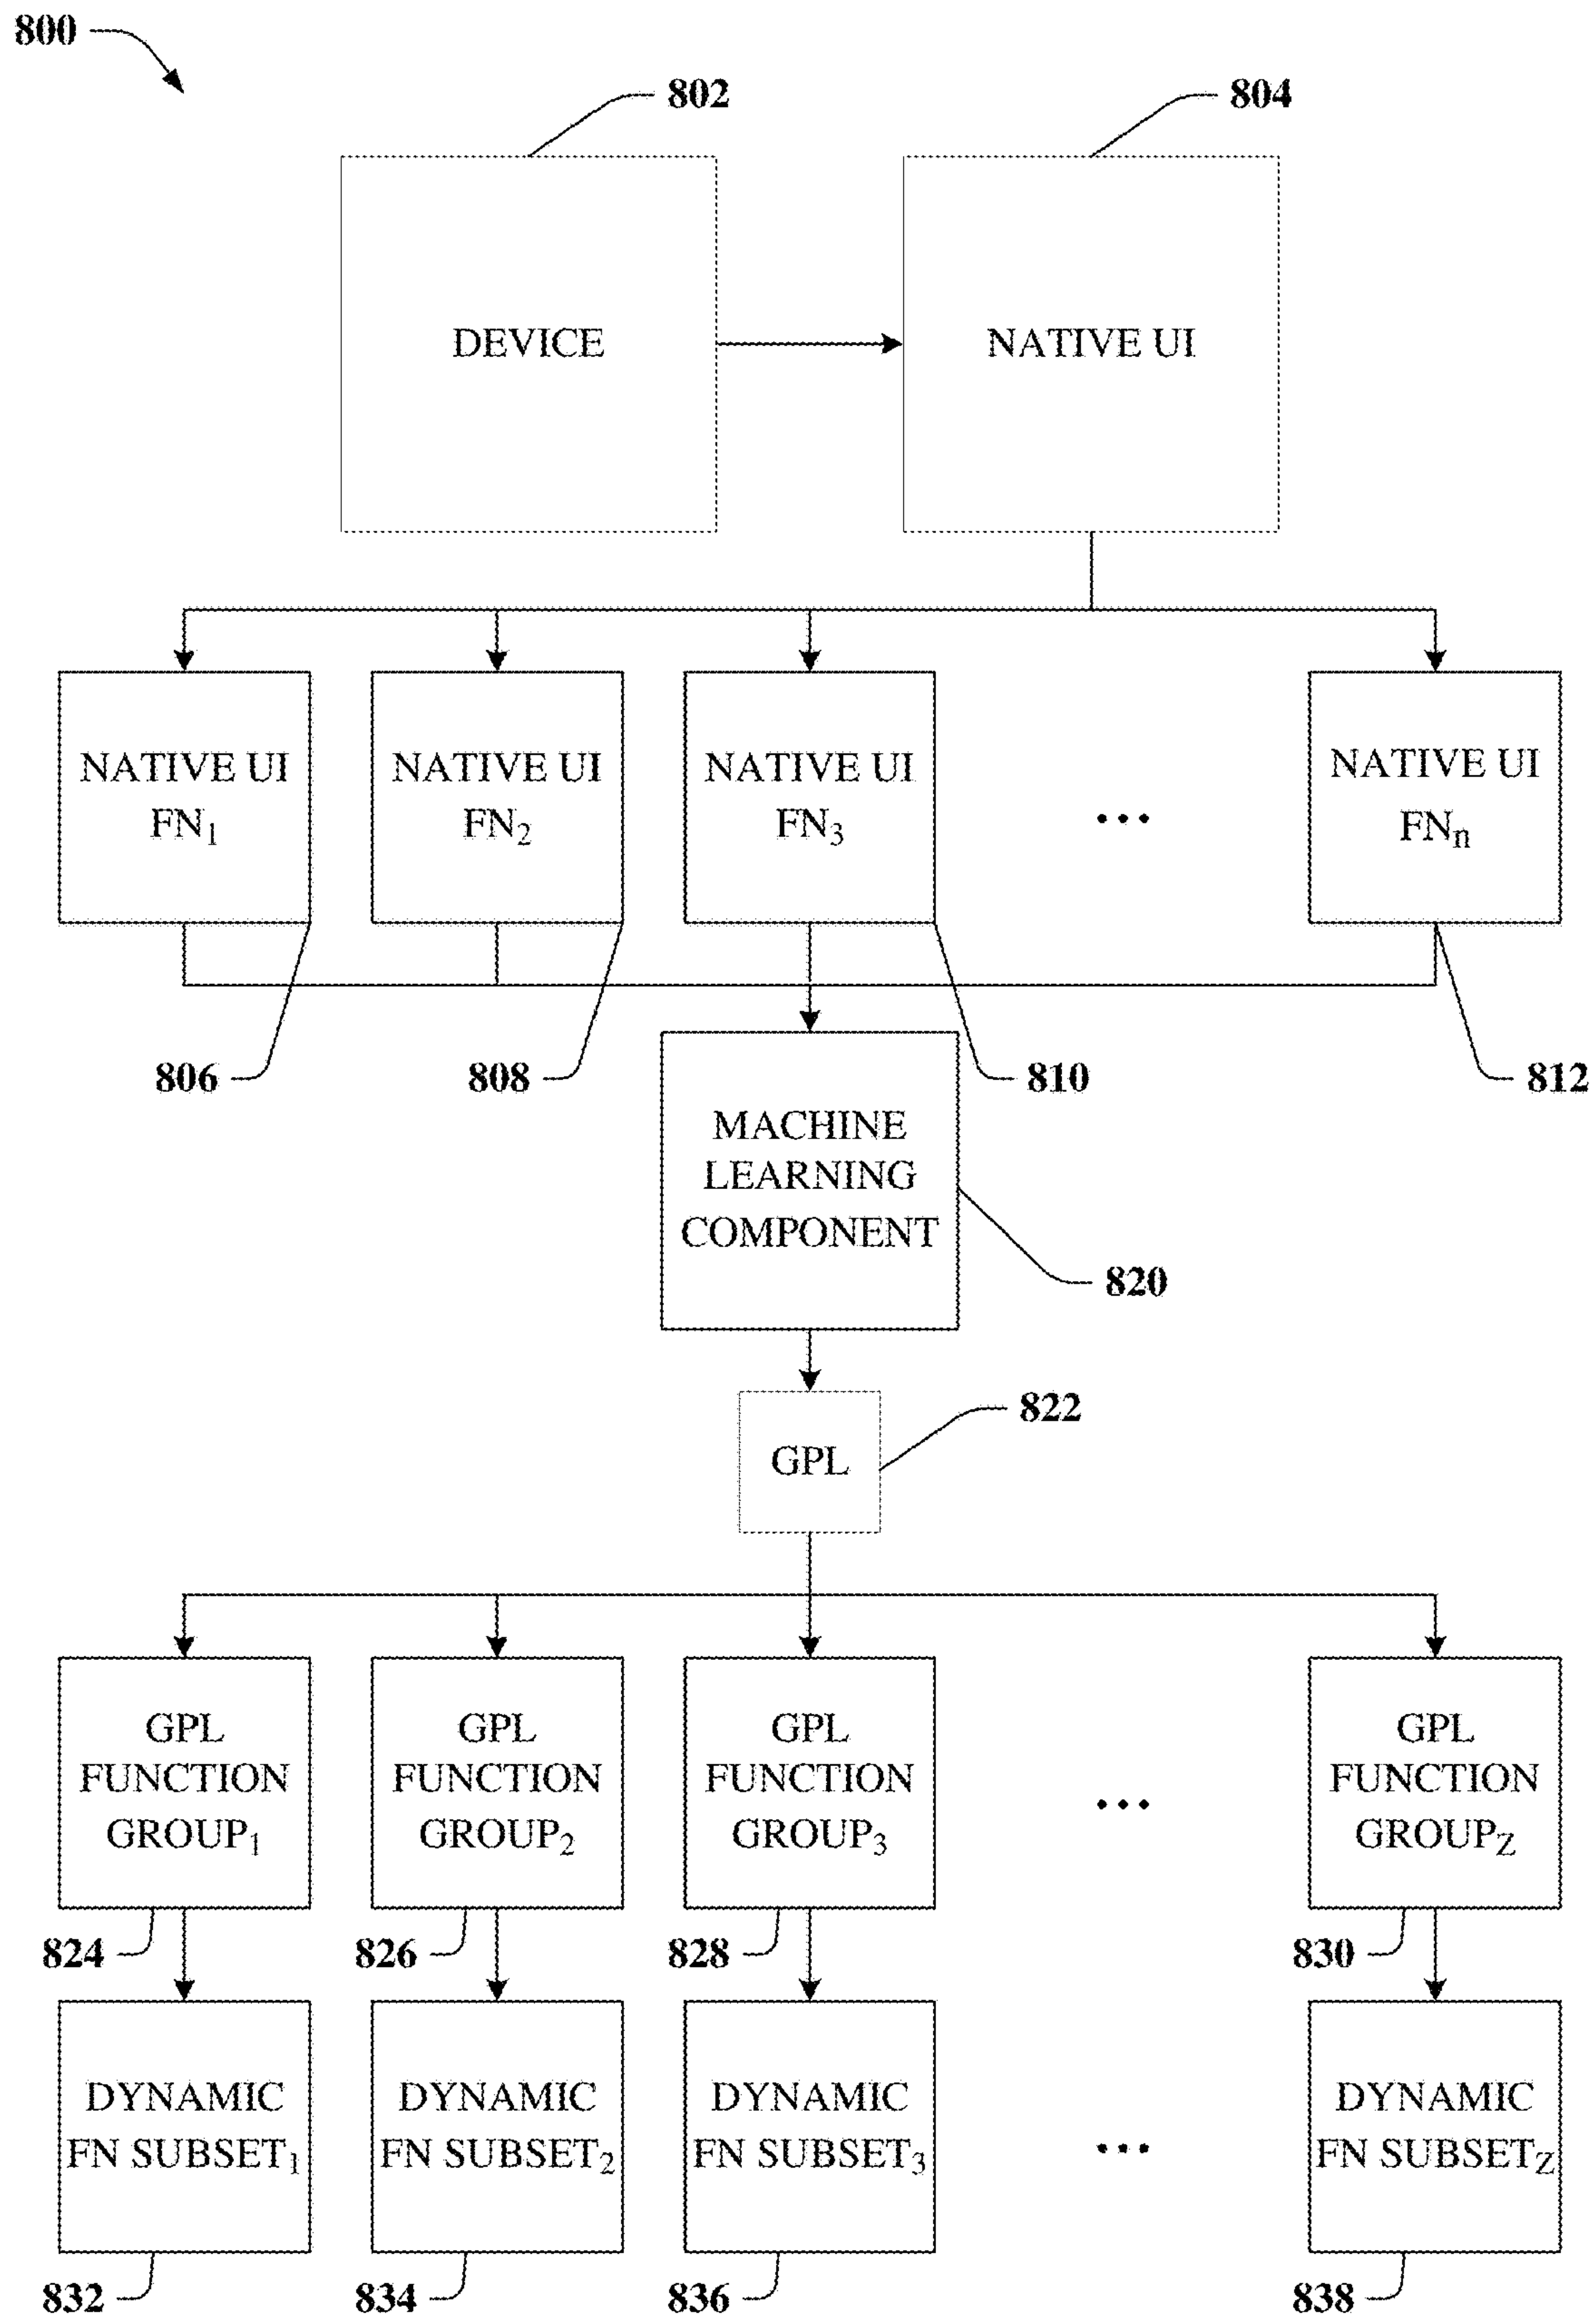 800
802
804
DEVICE
NATIVE UI
NATIVE UI
FN1
NATIVE UI
FN2
NATIVE UI
FN3
...
NATIVE UI
FNn
806
808
810
812
MACHINE
LEARNING
COMPONENT
820
822
GPL
GPL
FUNCTION
GROUP1
GPL
FUNCTION
GROUP2
GPL
FUNCTION
GROUP3
...
GPL
FUNCTION
GROUPZ
824
826
828
830
DYNAMIC
FN SUBSET1
DYNAMIC
FN SUBSET2
DYNAMIC
FN SUBSET3
...
DYNAMIC
FN SUBSETZ
832
834
836
838